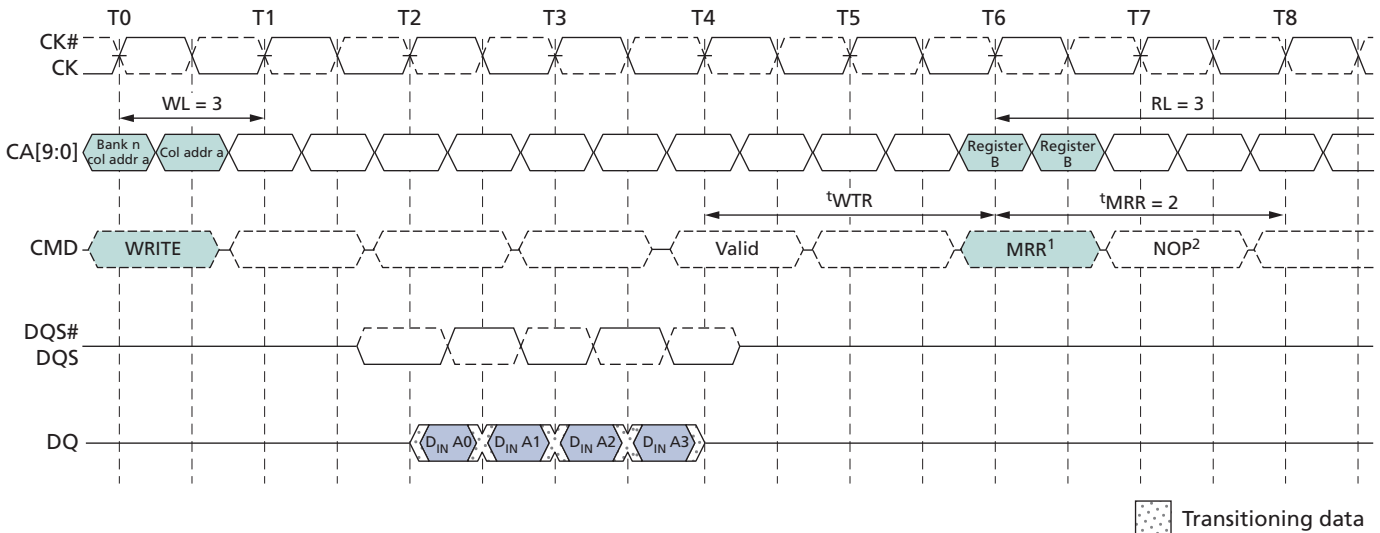 T0 T1 T2 T3 T4 T5 T6 T7 T8
CK#
CK
WL = 3 RL = 3
CA[9:0] Bank n col addr a Col addr a Register B Register B
tWTR tMRR = 2
CMD WRITE Valid MRR1 NOP2
DQS#
DQS
DQ DIN A0 DIN A1 DIN A2 DIN A3
Transitioning data